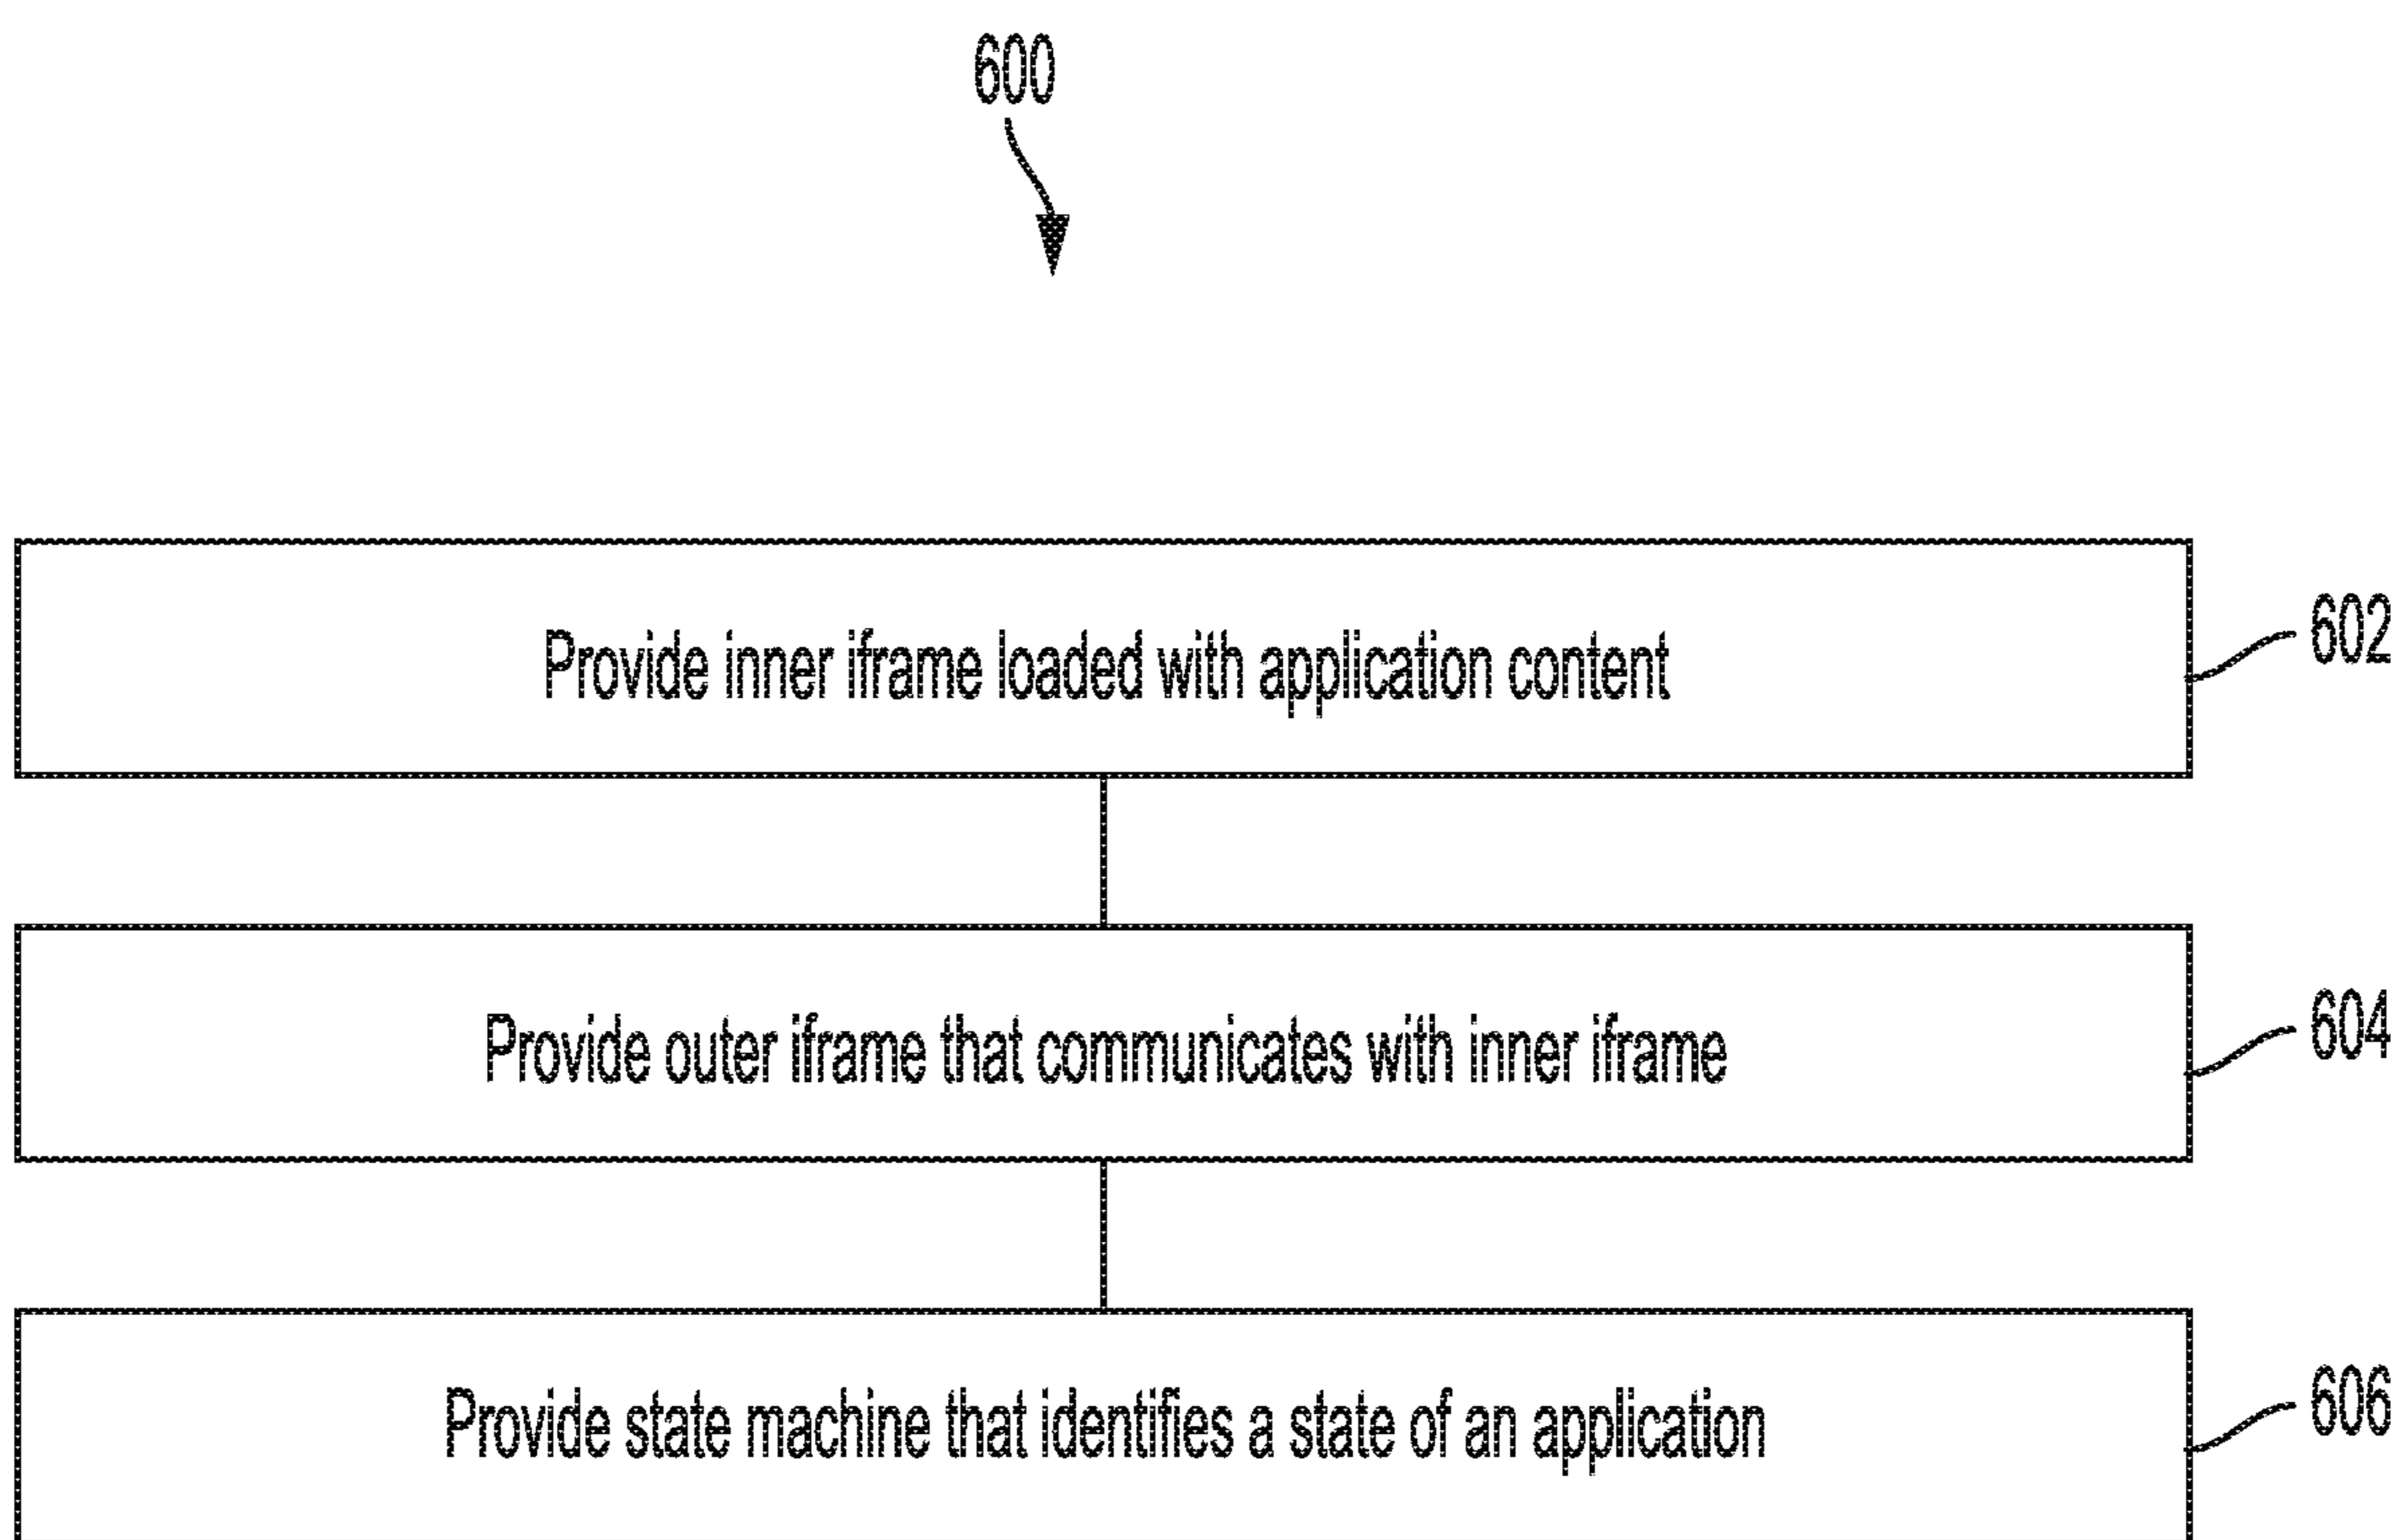 600
Provide inner iframe loaded with application content
602
Provide outer iframe that communicates with inner iframe
604
Provide state machine that identifies a state of an application
606